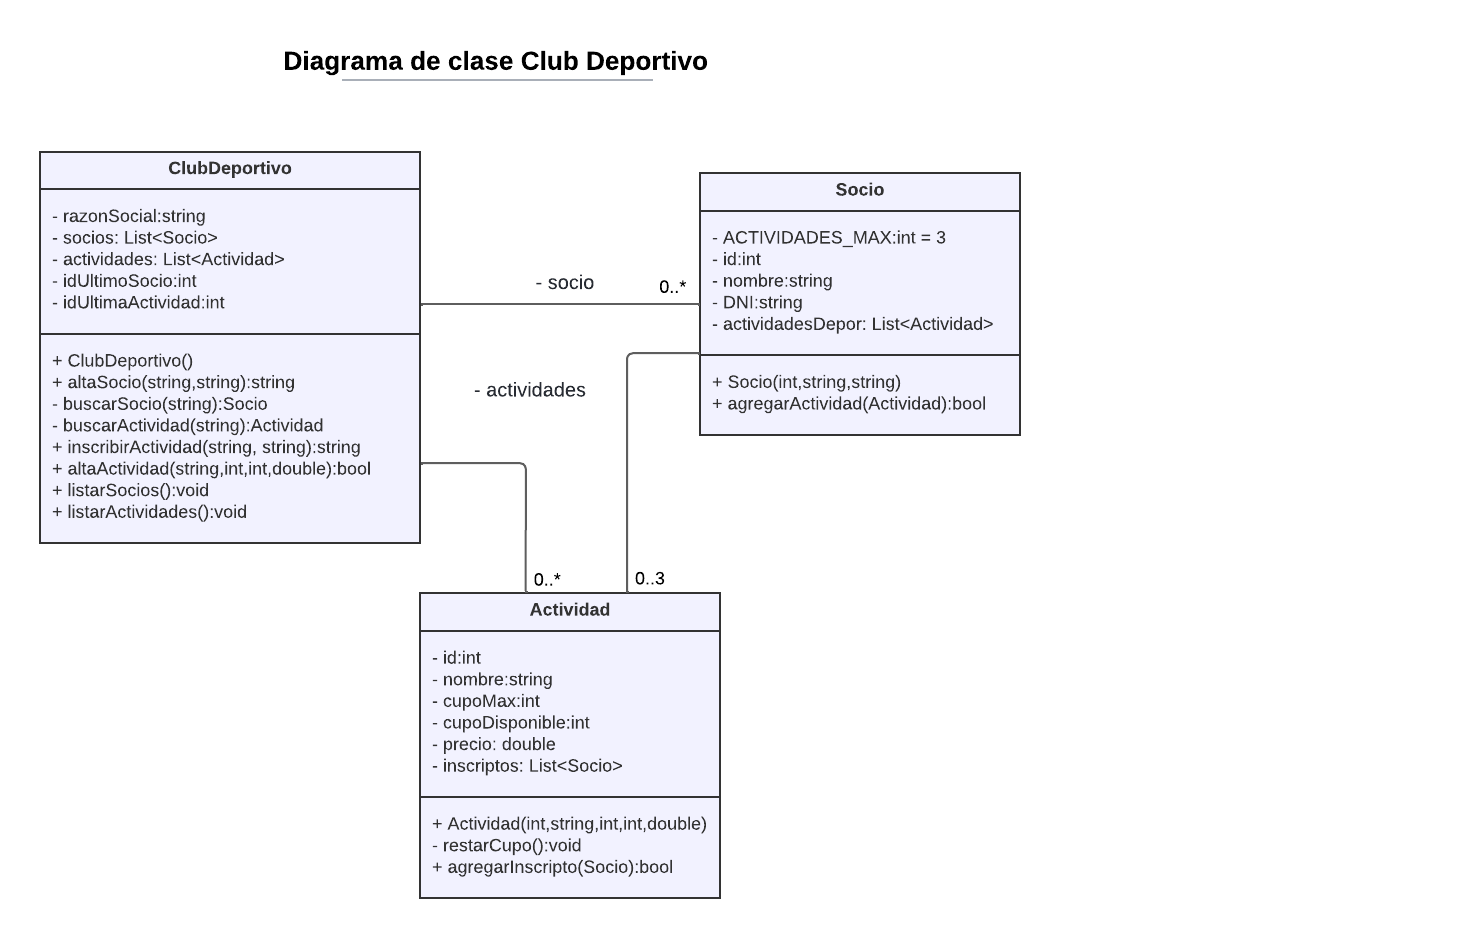 Diagrama de clase Club Deportivo
ClubDeportivo
- razonSocial:string
- socios: List<Socio>
- actividades: List<Actividad>
- idUltimoSocio:int
- idUltimaActividad:int
+ ClubDeportivo()
+ altaSocio(string,string):string
- buscarSocio(string):Socio
- buscarActividad(string):Actividad
+ inscribirActividad(string, string):string
+ altaActividad(string,int,int,double):bool
+ listarSocios():void
+ listarActividades():void
- socio
0..*
Socio
- ACTIVIDADES_MAX:int = 3
- id:int
- nombre:string
- DNI:string
- actividadesDepor: List<Actividad>
+ Socio(int,string,string)
+ agregarActividad(Actividad):bool
- actividades
0..*
0..3
Actividad
- id:int
- nombre:string
- cupoMax:int
- cupoDisponible:int
- precio: double
- inscriptos: List<Socio>
+ Actividad(int,string,int,int,double)
- restarCupo():void
+ agregarInscripto(Socio):bool